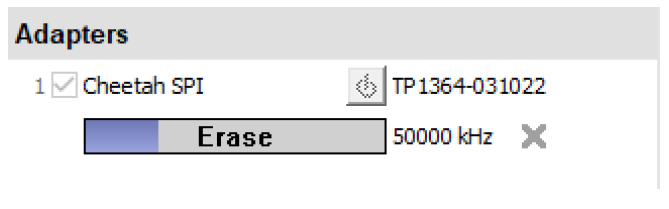 Adapters
1 Cheetah SPI TP1364-031022
Erase 50000 kHz